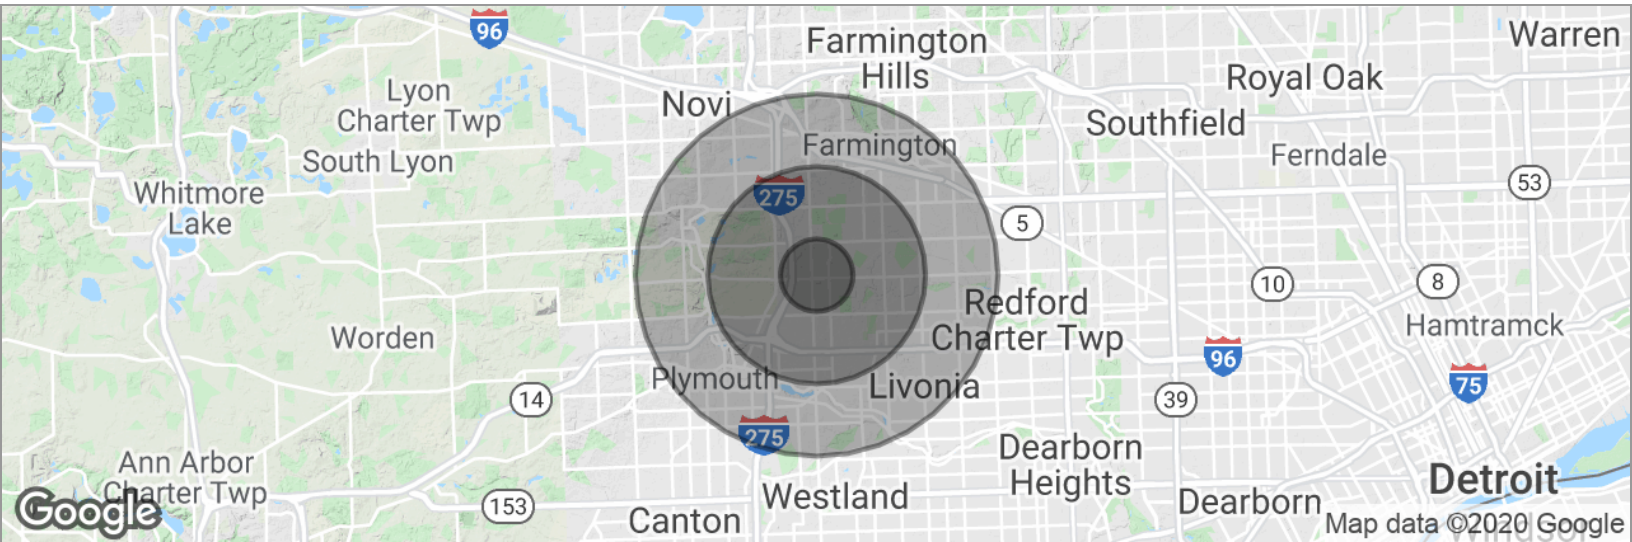 96
Warren
Farmington
Hills
Royal Oak
Lyon
Charter Twp
Novi
Southfield
Farmington
Ferndale
South Lyon
53
Whitmore
Lake
275
5
10
8
Redford
Charter Twp
Hamtramck
Worden
96
Plymouth
Livonia
75
14
39
275
Dearborn
Heights
Ann Arbor
Charter Twp
Detroit
Westland
Dearborn
153
Canton
Google
Map data ©2020 Google
Windsor